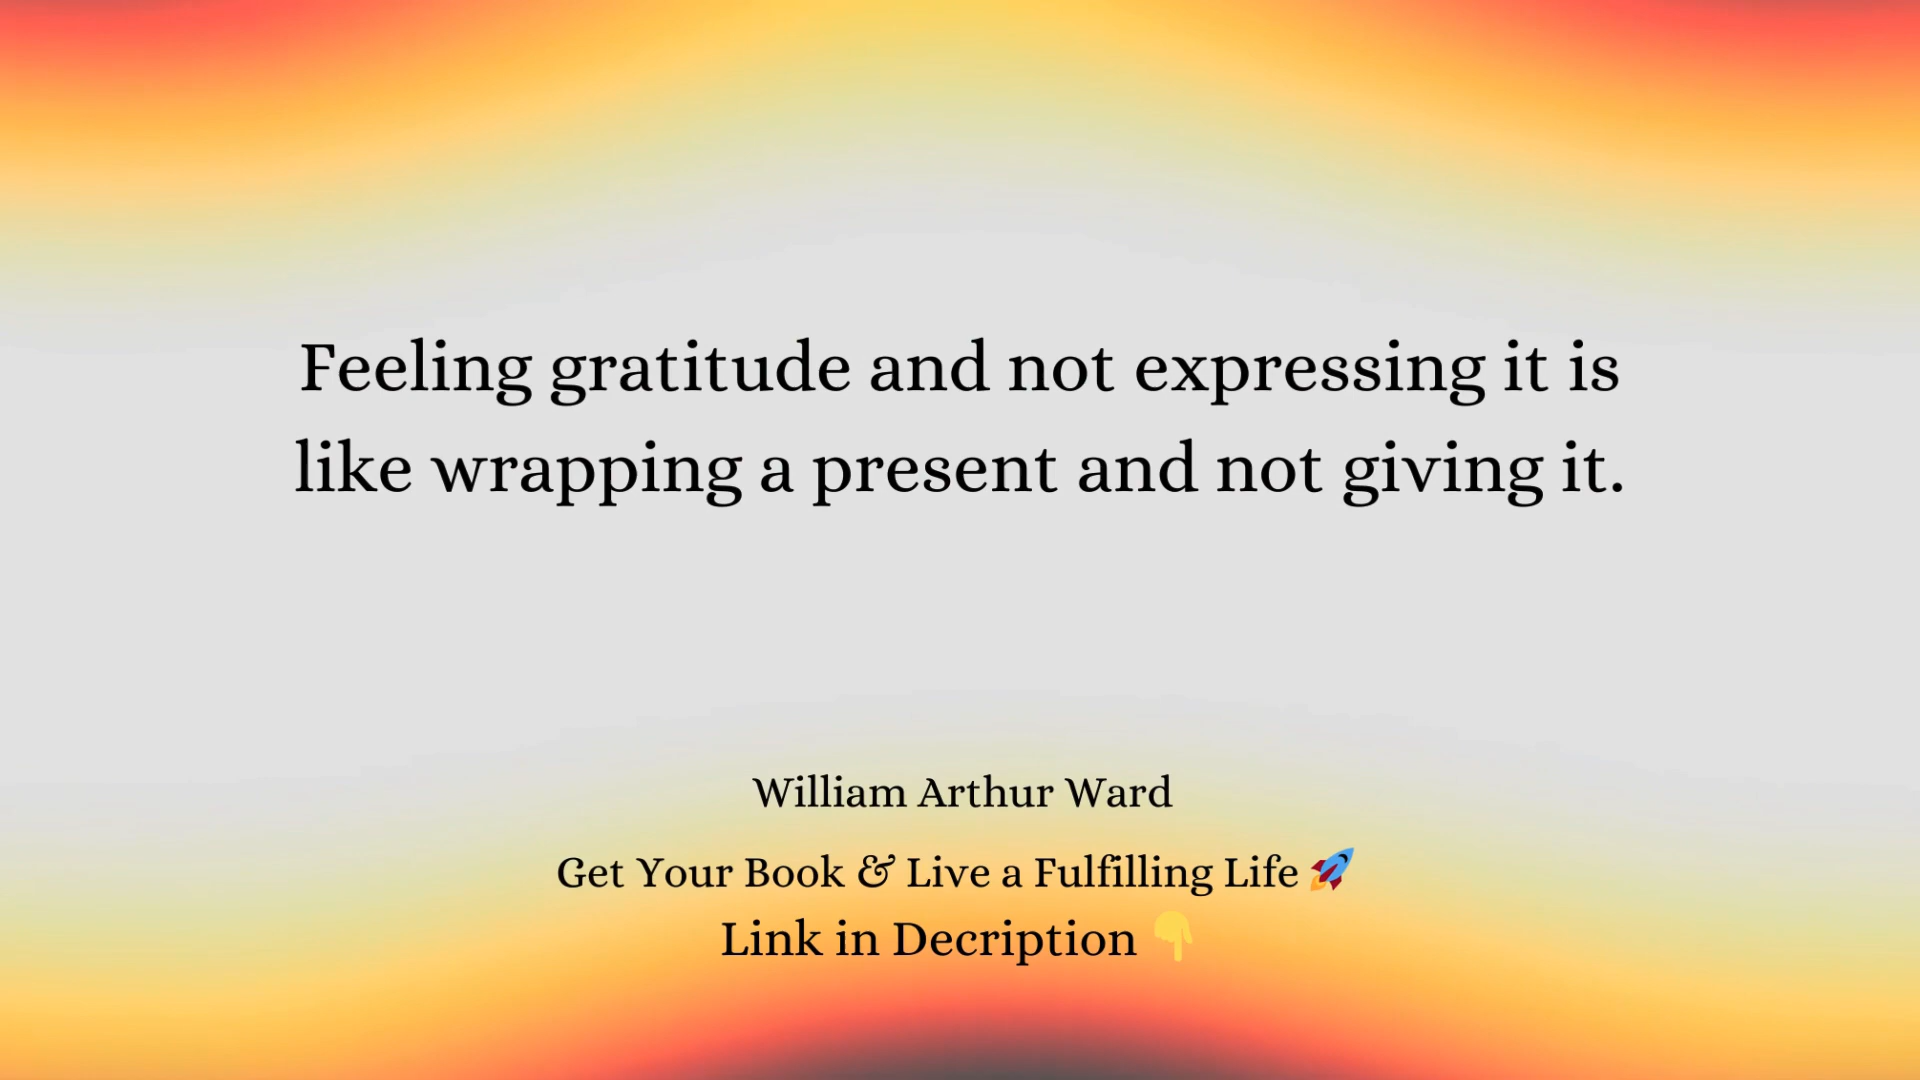 Feeling gratitude and not expressing it is
like wrapping a present and not giving it.
William Arthur Ward
Get Your Book & Live a Fulfilling Life 🚀
Link in Decription 👇